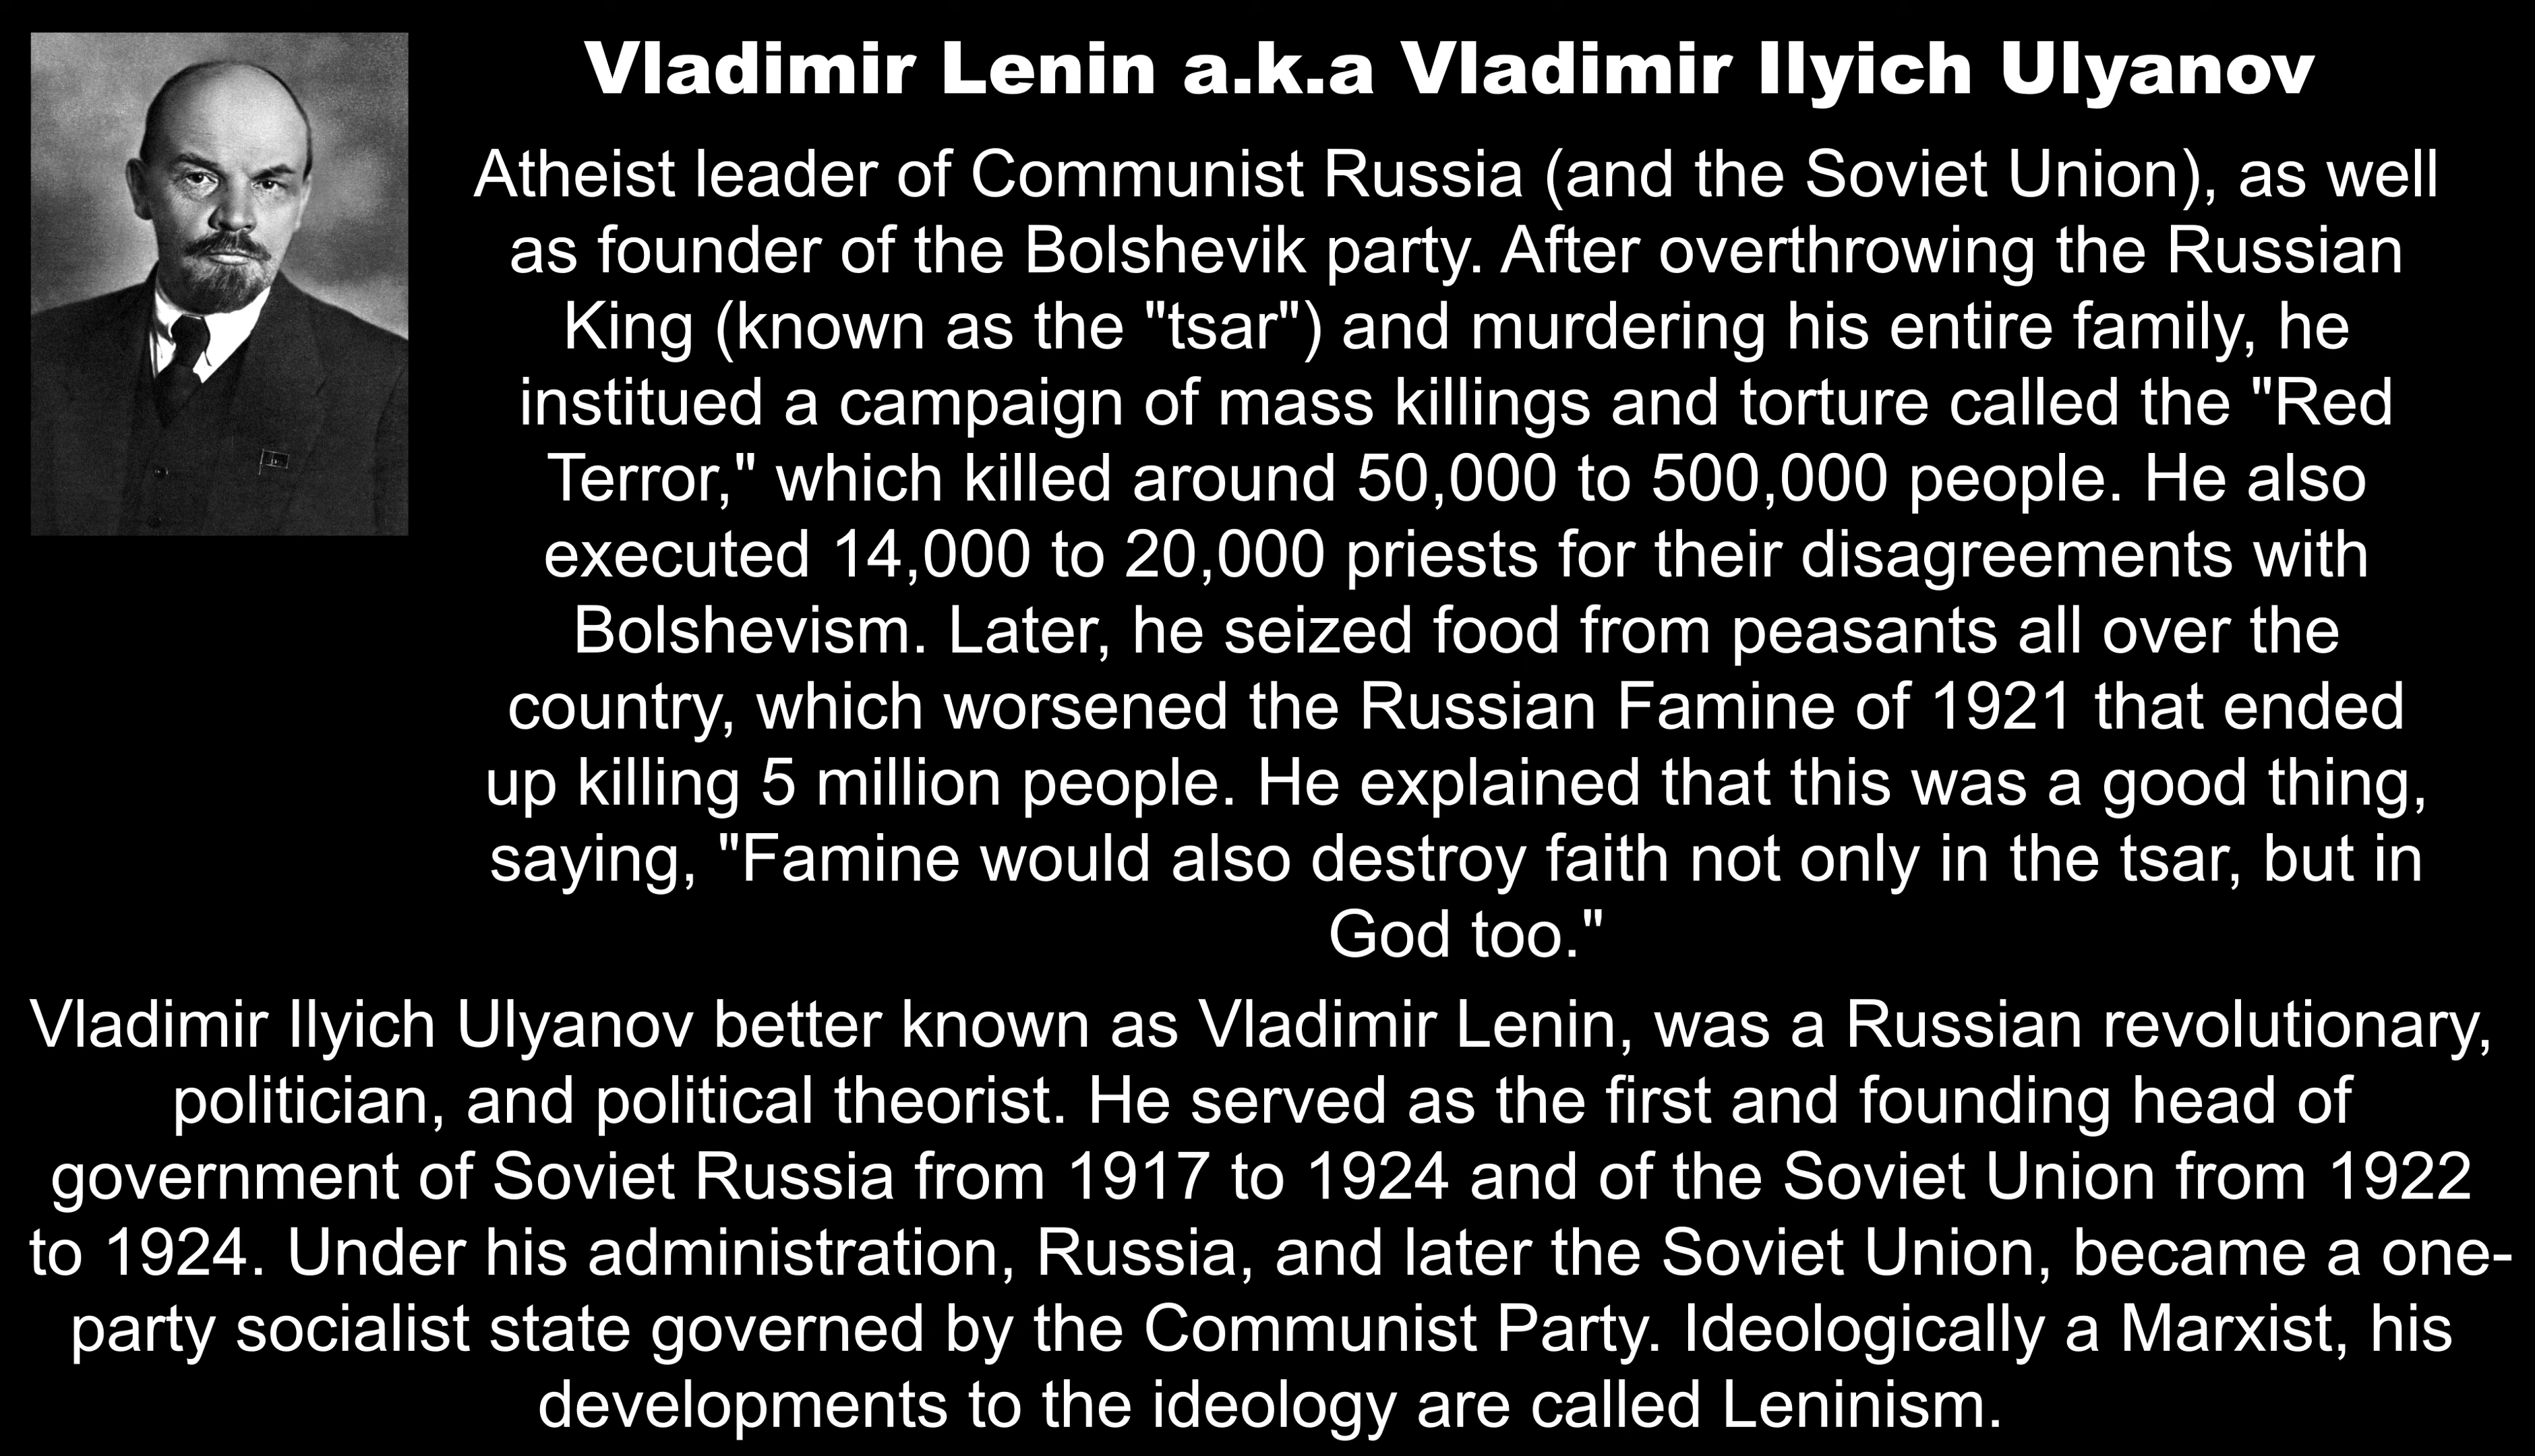 Vladimir Lenin a.k.a Vladimir Ilyich Ulyanov
Atheist leader of Communist Russia (and the Soviet Union), as well
as founder of the Bolshevik party. After overthrowing the Russian
King (known as the "tsar") and murdering his entire family, he
institued a campaign of mass killings and torture called the "Red
Terror," which killed around 50,000 to 500,000 people. He also
executed 14,000 to 20,000 priests for their disagreements with
Bolshevism. Later, he seized food from peasants all over the
country, which worsened the Russian Famine of 1921 that ended
up killing 5 million people. He explained that this was a good thing,
saying, "Famine would also destroy faith not only in the tsar, but in
God too."
Vladimir Ilyich Ulyanov better known as Vladimir Lenin, was a Russian revolutionary,
politician, and political theorist. He served as the first and founding head of
government of Soviet Russia from 1917 to 1924 and of the Soviet Union from 1922
to 1924. Under his administration, Russia, and later the Soviet Union, became a one-
party socialist state governed by the Communist Party. Ideologically a Marxist, his
developments to the ideology are called Leninism.